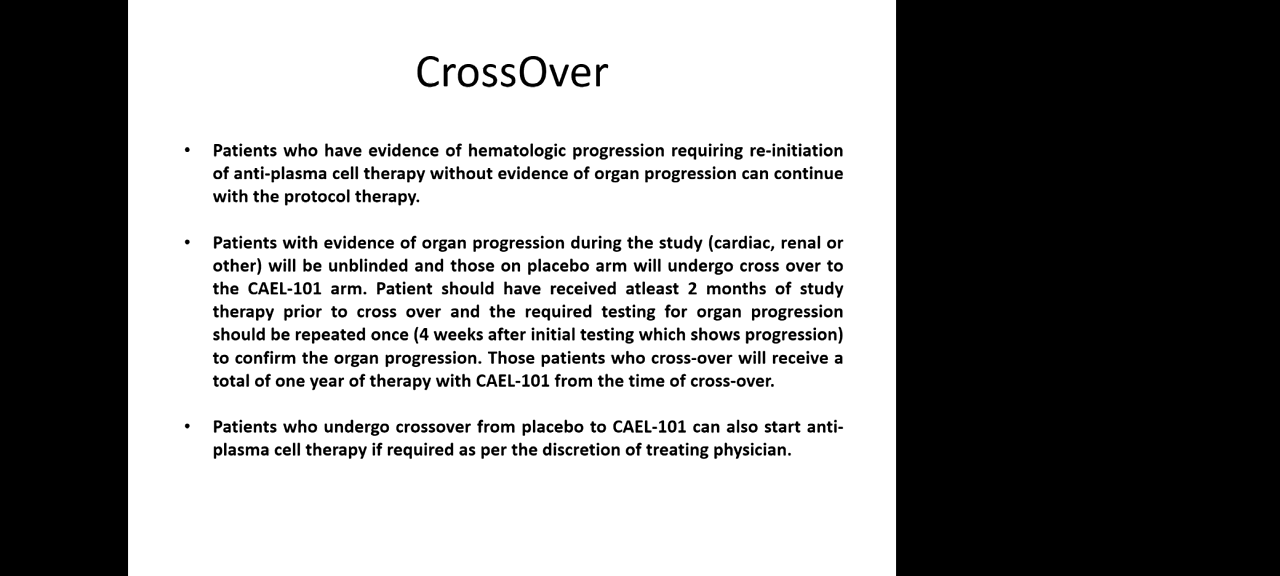 CrossOver
• Patients who have evidence of hematologic progression requiring re-initiation
of anti-plasma cell therapy without evidence of organ progression can continue
with the protocol therapy.
• Patients with evidence of organ progression during the study (cardiac, renal or
other) will be unblinded and those on placebo arm will undergo cross over to
the CAEL-101 arm. Patient should have received atleast 2 months of study
therapy prior to cross over and the required testing for organ progression
should be repeated once (4 weeks after initial testing which shows progression)
to confirm the organ progression. Those patients who cross-over will receive a
total of one year of therapy with CAEL-101 from the time of cross-over.
• Patients who undergo crossover from placebo to CAEL-101 can also start anti-
plasma cell therapy if required as per the discretion of treating physician.